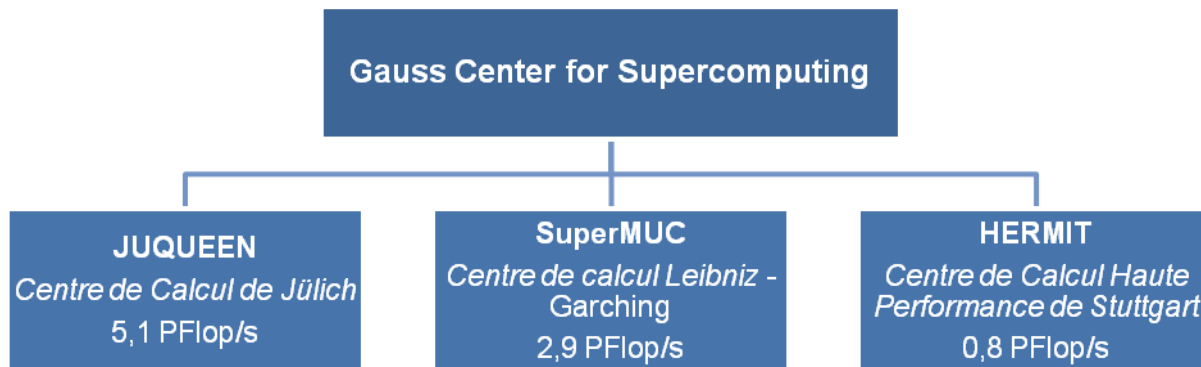 Gauss Center for Supercomputing
JUQUEEN
Centre de Calcul de Jülich
5,1 PFlop/s
SuperMUC
Centre de calcul Leibniz -
Garching
2,9 PFlop/s
HERMIT
Centre de Calcul Haute
Performance de Stuttgart
0,8 PFlop/s